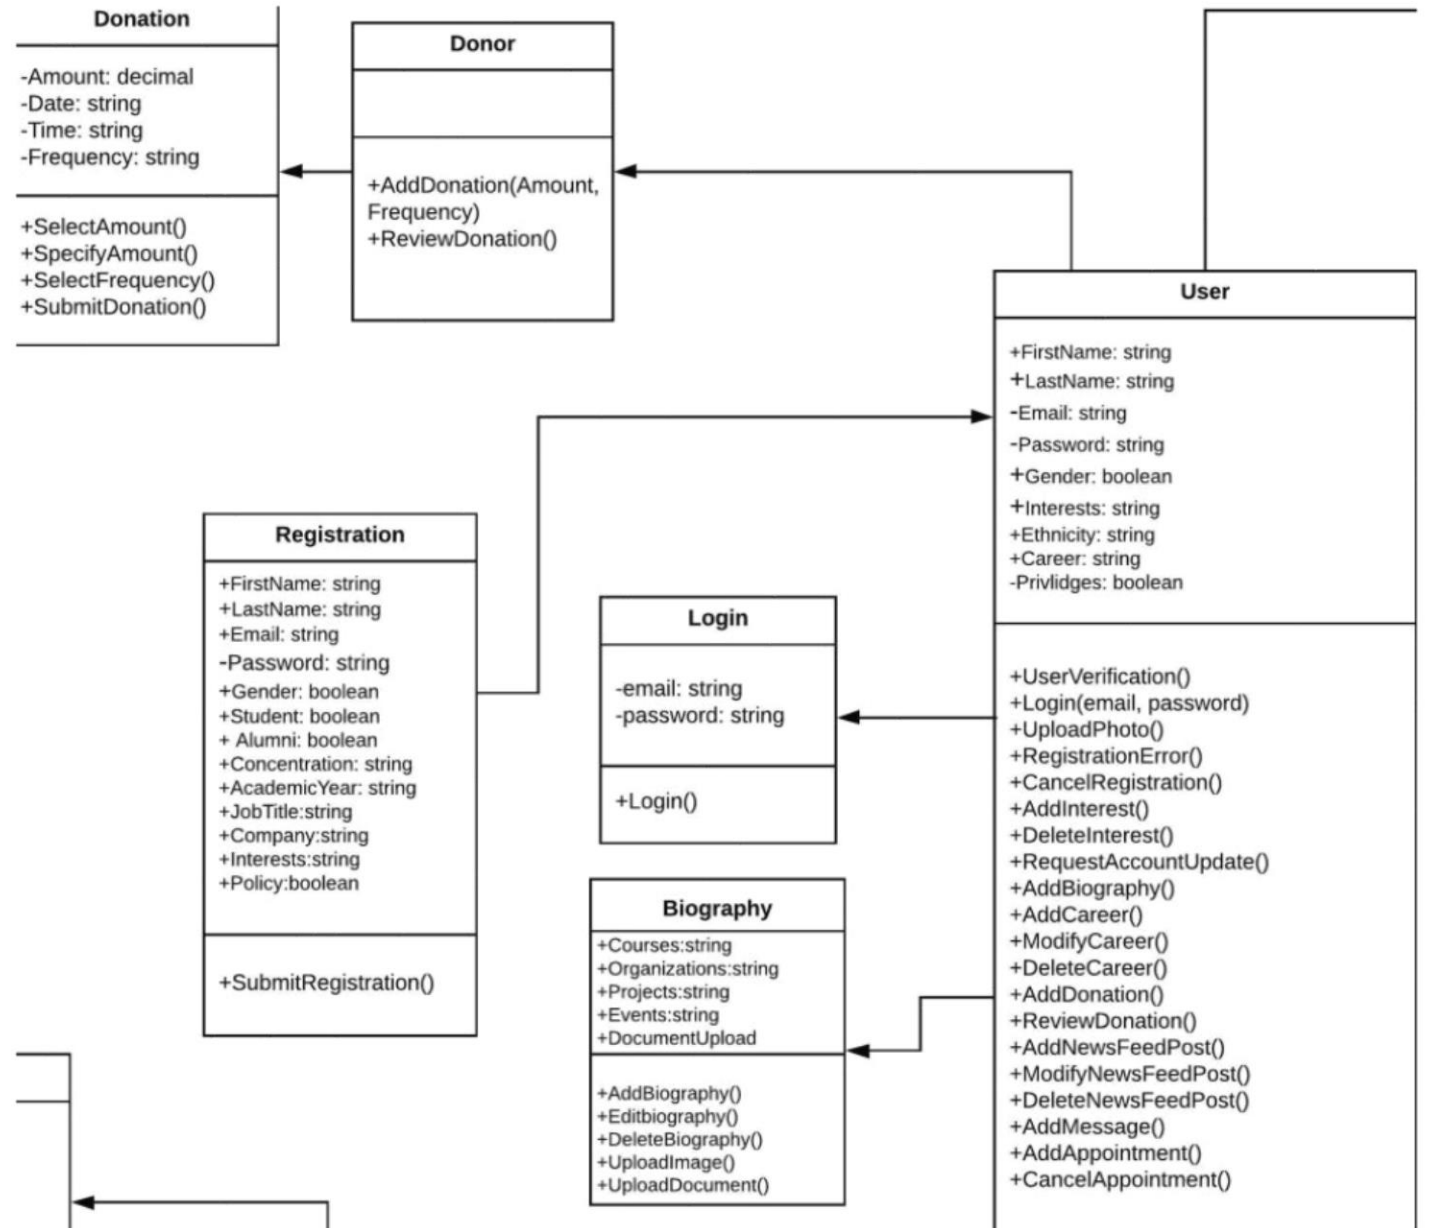 Donation
-Amount: decimal
-Date: string
-Time: string
-Frequency: string
+SelectAmount()
+SpecifyAmount()
+SelectFrequency()
+SubmitDonation()
Donor
+AddDonation(Amount,
Frequency)
+ReviewDonation()
User
+FirstName: string
+LastName: string
-Email: string
-Password: string
+Gender: boolean
+Interests: string
+Ethnicity: string
+Career: string
-Privlidges: boolean
+UserVerification()
+Login(email, password)
+UploadPhoto()
+RegistrationError()
+CancelRegistration()
+AddInterest()
+DeleteInterest()
+RequestAccountUpdate()
+AddBiography()
+AddCareer()
+ModifyCareer()
+DeleteCareer()
+AddDonation()
+ReviewDonation()
+AddNewsFeedPost()
+ModifyNewsFeedPost()
+DeleteNewsFeedPost()
+AddMessage()
+AddAppointment()
+CancelAppointment()
Registration
+FirstName: string
+LastName: string
+Email: string
-Password: string
+Gender: boolean
+Student: boolean
+ Alumni: boolean
+Concentration: string
+AcademicYear: string
+JobTitle:string
+Company:string
+Interests:string
+Policy:boolean
+SubmitRegistration()
Login
-email: string
-password: string
+Login()
Biography
+Courses:string
+Organizations:string
+Projects:string
+Events:string
+DocumentUpload
+AddBiography()
+Editbiography()
+DeleteBiography()
+UploadImage()
+UploadDocument()